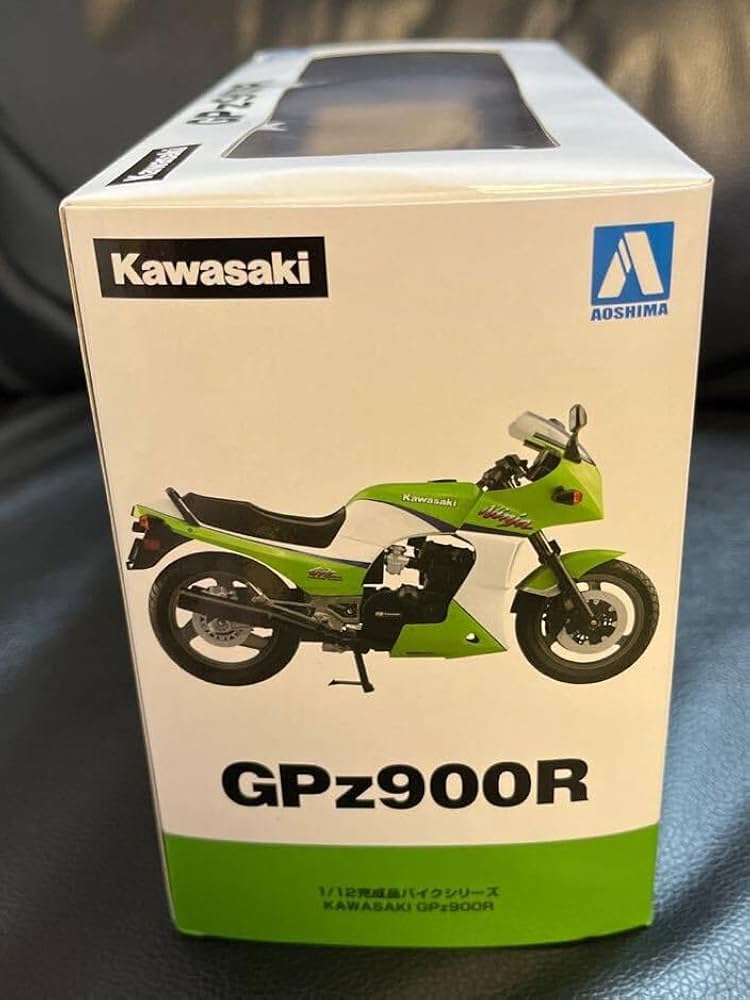 GPz900R
Kawasaki
Kawasaki
AOSHIMA
Kawasaki
Ninja
GPz900R
1/12完成品バイクシリーズ
KAWASAKI GPz900R